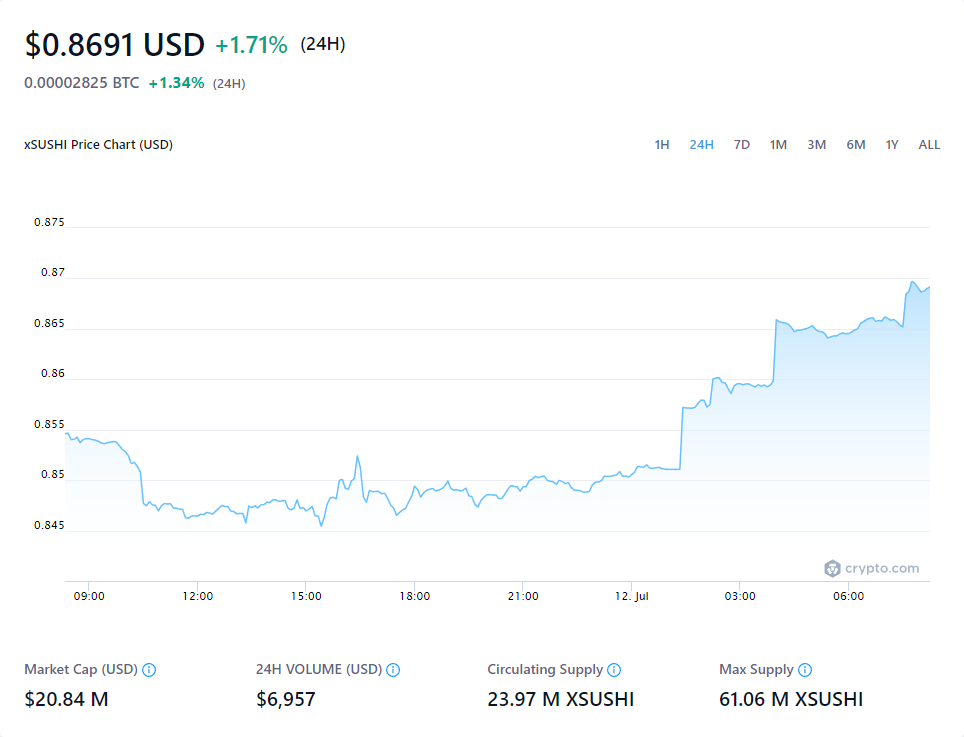 $0.8691 USD +1.71% (24H)
0.00002825 BTC +1.34% (24H)
xSUSHI Price Chart (USD) 1H 24H 7D 1M 3M 6M 1Y ALL
0.875
0.87
0.865
0.86
0.855
0.85
0.845
crypto.com
09:00 12:00 15:00 18:00 21:00 12. Jul 03:00 06:00
Market Cap (USD) 24H VOLUME (USD) Circulating Supply Max Supply
$20.84 M $6,957 23.97 M XSUSHI 61.06 M XSUSHI